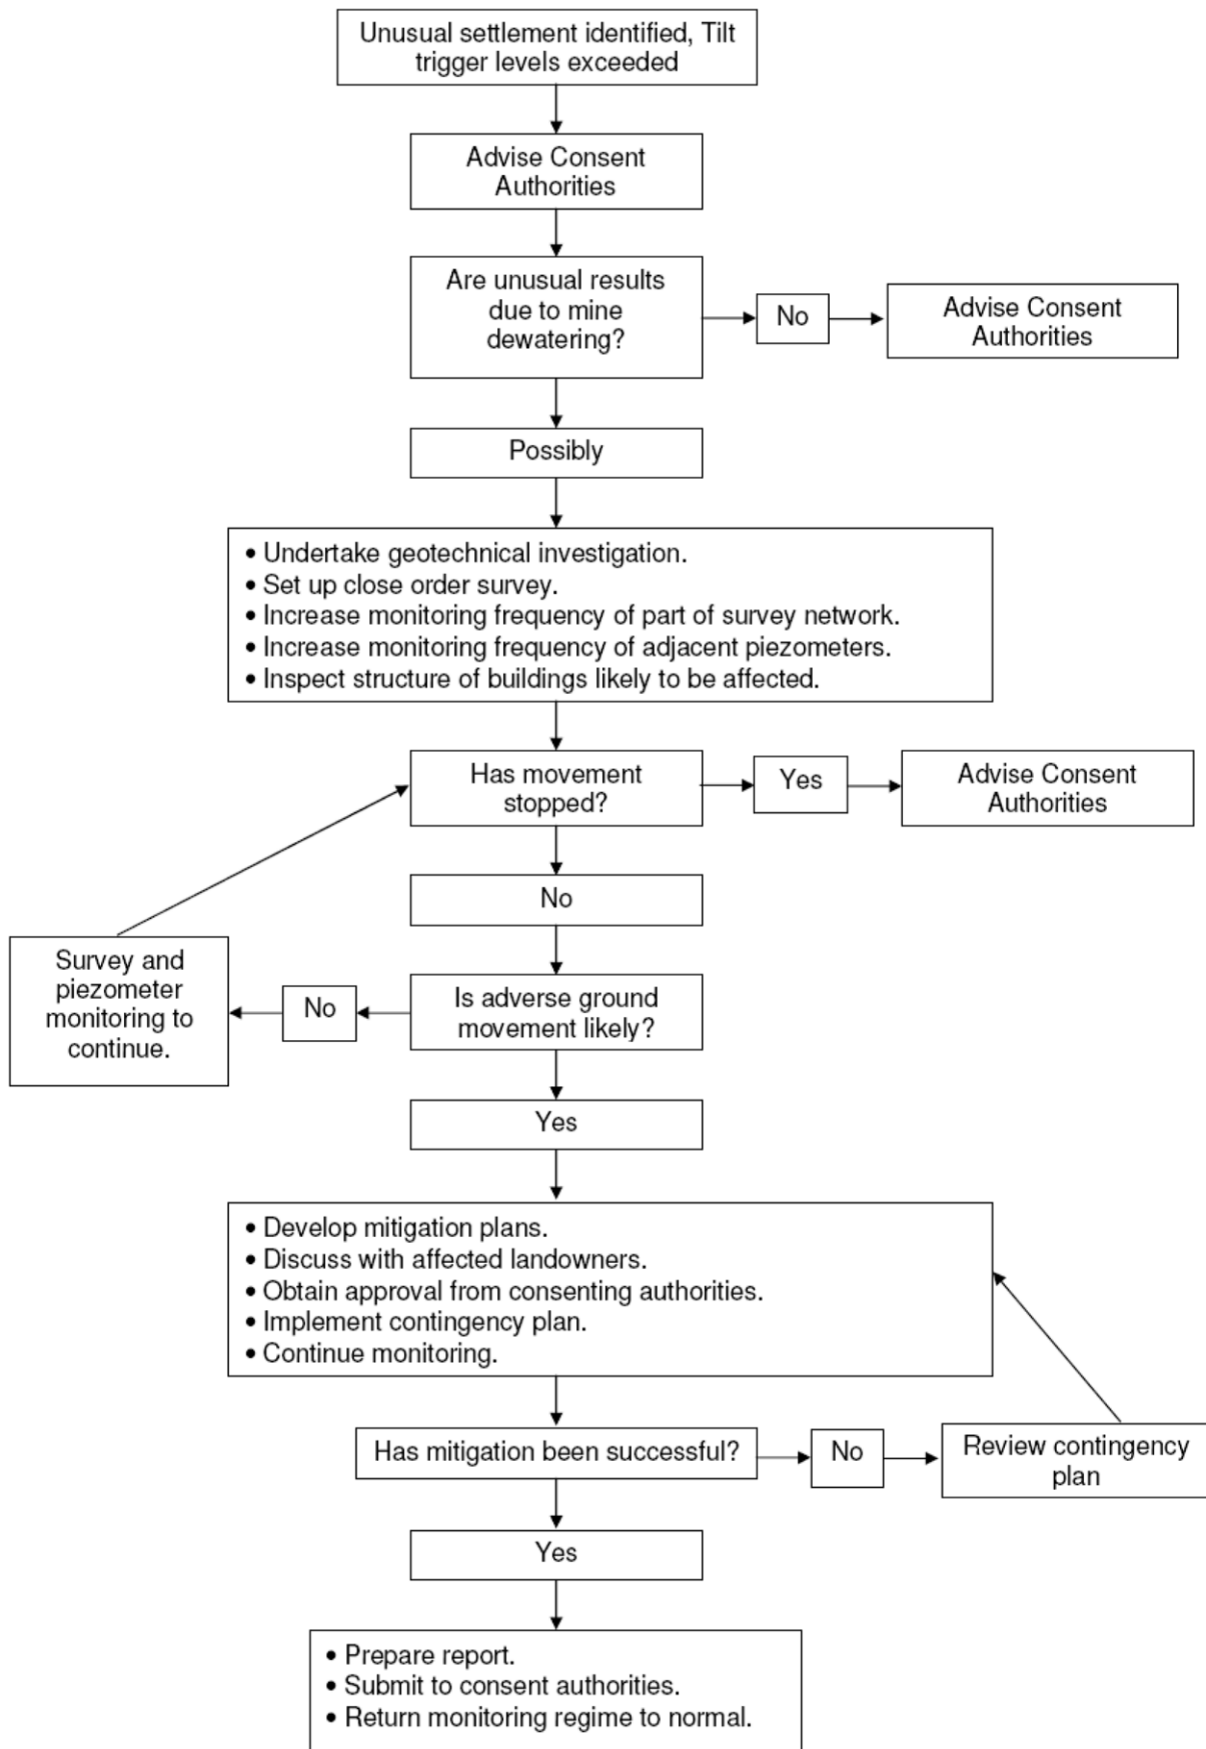 Unusual settlement identified, Tilt
trigger levels exceeded
Advise Consent
Authorities
Are unusual results
due to mine
dewatering?
No
Advise Consent
Authorities
Possibly
• Undertake geotechnical investigation.
• Set up close order survey.
• Increase monitoring frequency of part of survey network.
• Increase monitoring frequency of adjacent piezometers.
• Inspect structure of buildings likely to be affected.
Has movement
stopped?
Yes
Advise Consent
Authorities
No
Survey and
piezometer
monitoring to
continue.
No
Is adverse ground
movement likely?
Yes
• Develop mitigation plans.
• Discuss with affected landowners.
• Obtain approval from consenting authorities.
• Implement contingency plan.
• Continue monitoring.
Has mitigation been successful?
No
Review contingency
plan
Yes
• Prepare report.
• Submit to consent authorities.
• Return monitoring regime to normal.